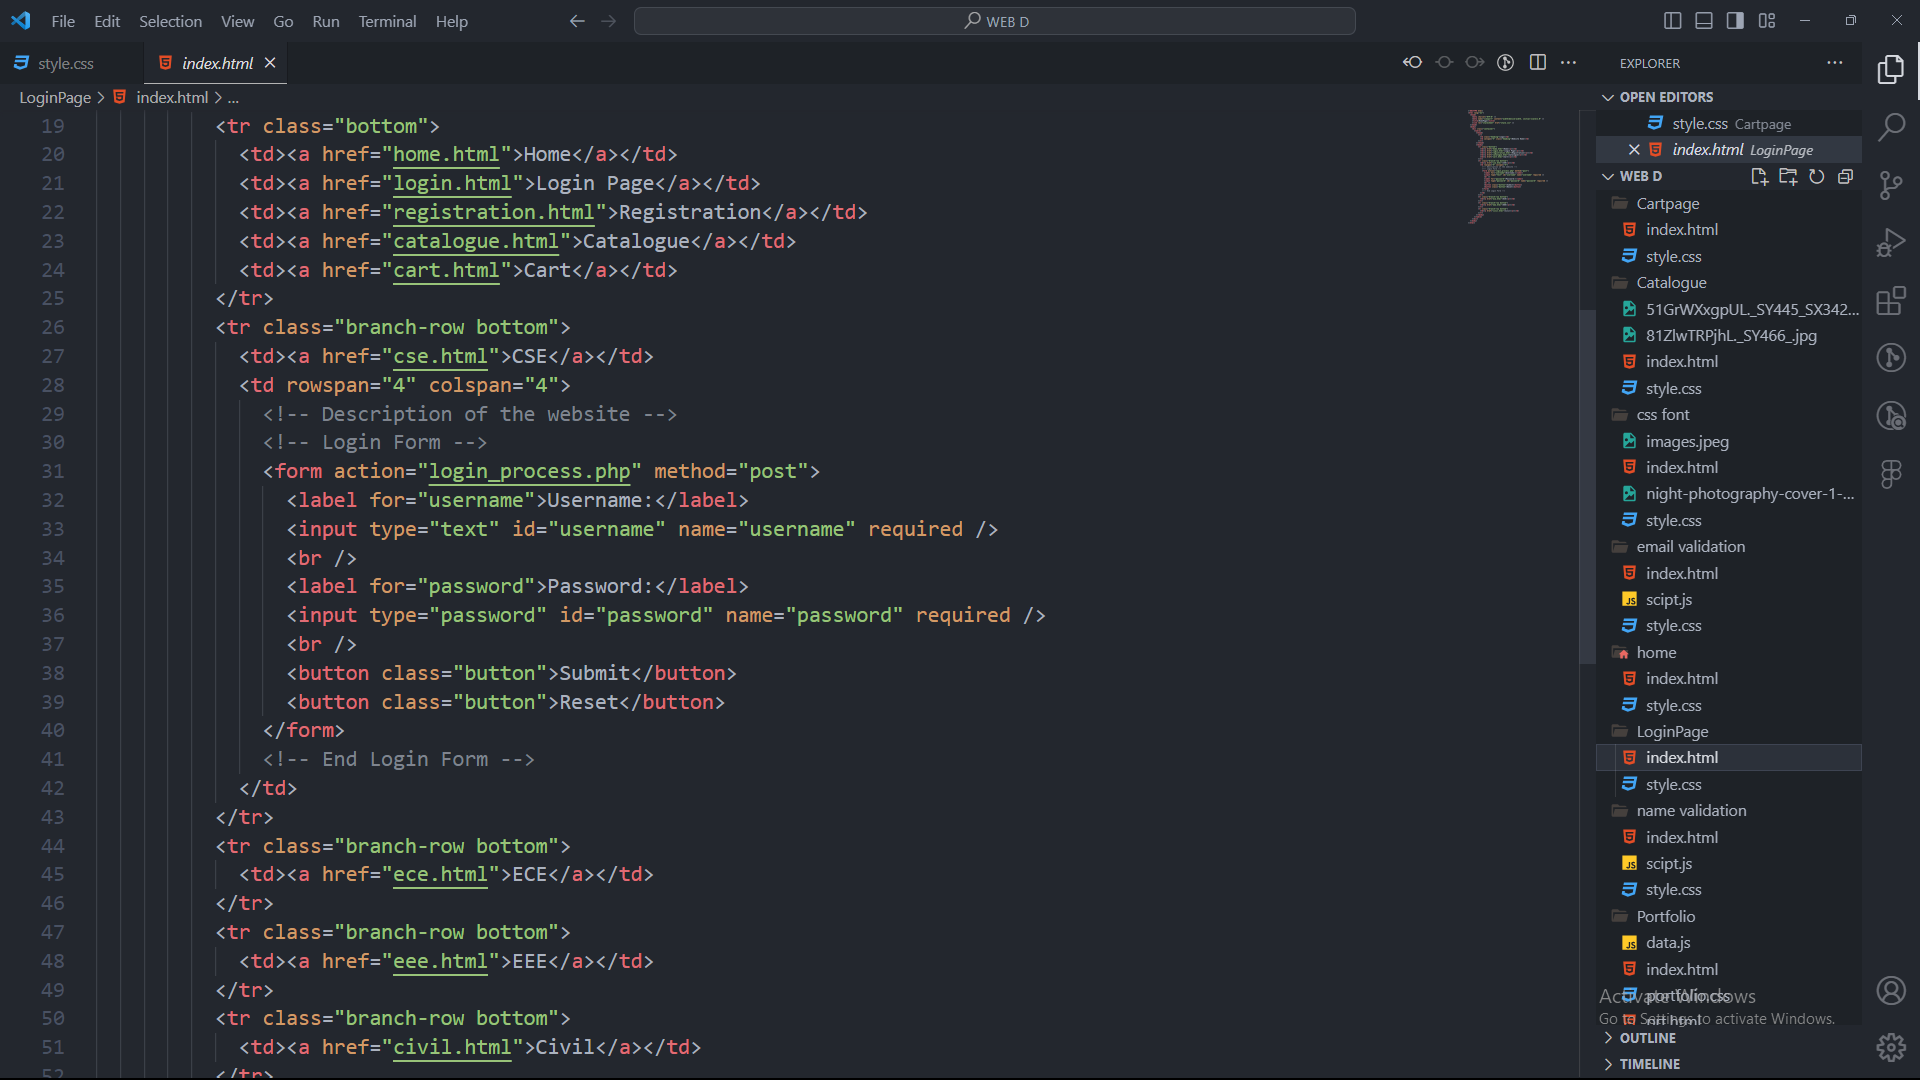 File Edit Selection View Go Run Terminal Help
WEB D
style.css
index.html
LoginPage > index.html > ...
19 <tr class="bottom">
20 <td><a href="home.html">Home</a></td>
21 <td><a href="login.html">Login Page</a></td>
22 <td><a href="registration.html">Registration</a></td>
23 <td><a href="catalogue.html">Catalogue</a></td>
24 <td><a href="cart.html">Cart</a></td>
25 </tr>
26 <tr class="branch-row bottom">
27 <td><a href="cse.html">CSE</a></td>
28 <td rowspan="4" colspan="4">
29 <!-- Description of the website -->
30 <!-- Login Form -->
31 <form action="login_process.php" method="post">
32 <label for="username">Username:</label>
33 <input type="text" id="username" name="username" required />
34 <br />
35 <label for="password">Password:</label>
36 <input type="password" id="password" name="password" required />
37 <br />
38 <button class="button">Submit</button>
39 <button class="button">Reset</button>
40 </form>
41 <!-- End Login Form -->
42 </td>
43 </tr>
44 <tr class="branch-row bottom">
45 <td><a href="ece.html">ECE</a></td>
46 </tr>
47 <tr class="branch-row bottom">
48 <td><a href="eee.html">EEE</a></td>
49 </tr>
50 <tr class="branch-row bottom">
51 <td><a href="civil.html">Civil</a></td>
52 </tr>
EXPLORER
OPEN EDITORS
style.css Cartpage
index.html LoginPage
WEB D
Cartpage
index.html
style.css
Catalogue
51GrWXxgpUL._SY445_SX342...
81ZlwTRPjhL._SY466_.jpg
index.html
style.css
css font
images.jpeg
index.html
night-photography-cover-1-...
style.css
email validation
index.html
scipt.js
style.css
home
index.html
style.css
LoginPage
index.html
style.css
name validation
index.html
scipt.js
style.css
Portfolio
data.js
index.html
portfolio.css
Activate Windows
Go to Settings to activate Windows.
OUTLINE
TIMELINE